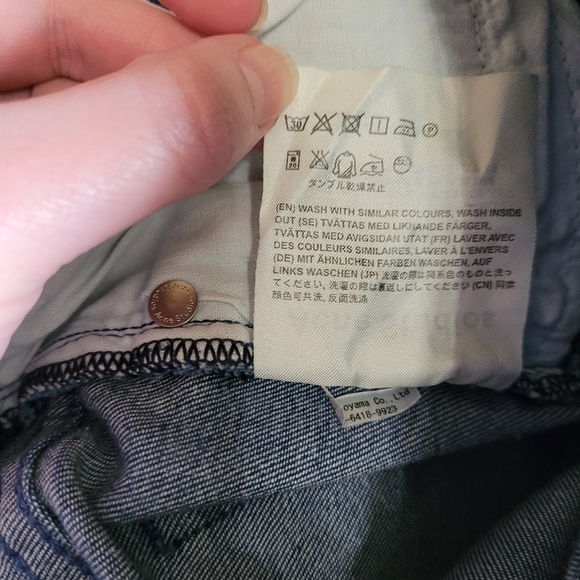 30
P
タンブル乾燥禁止
(EN) WASH WITH SIMILAR COLOURS, WASH INSIDE
OUT (SE) TVÄTTAS MED LIKNANDE FÄRGER,
TVÄTTAS MED AVIGSIDAN UTÅT (FR) LAVER AVEC
DES COULEURS SIMILAIRES, LAVER À L'ENVERS
(DE) MIT ÄHNLICHEN FARBEN WASCHEN, AUF
LINKS WASCHEN (JP) 洗濯の際は同系色のものと洗っ
てください, 洗濯の際は裏返しにしてください (CN) 同类
颜色可共洗, 反面洗涤
Acne Studios
oyama Co., Ltd
-6418-9923